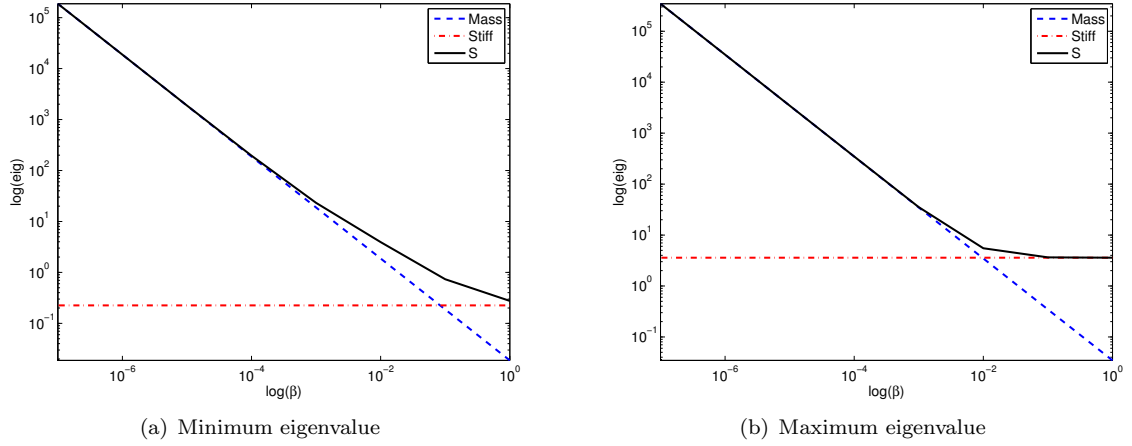 10^5
10^4
10^3
10^2
10^1
10^0
10^-1
log(eig)
10^-6
10^-4
10^-2
10^0
log(β)
Mass
Stiff
S
(a) Minimum eigenvalue
10^5
10^4
10^3
10^2
10^1
10^0
10^-1
log(eig)
10^-6
10^-4
10^-2
10^0
log(β)
Mass
Stiff
S
(b) Maximum eigenvalue